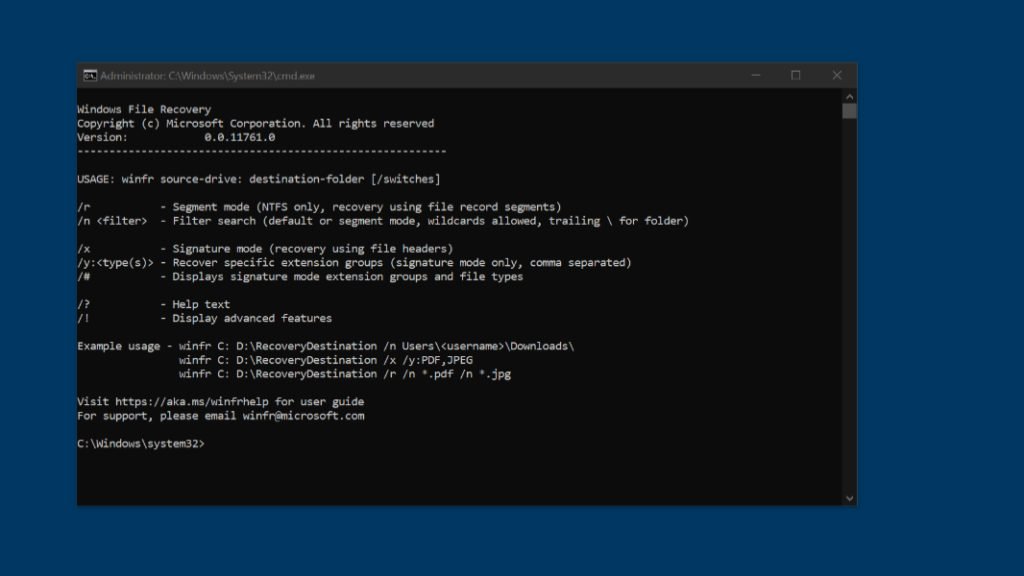 Administrator: C:\Windows\System32\cmd.exe
Windows File Recovery
Copyright (c) Microsoft Corporation. All rights reserved
Version:            0.0.11761.0
----------------------------------------------------------
USAGE: winfr source-drive: destination-folder [/switches]
/r           - Segment mode (NTFS only, recovery using file record segments)
/n <filter>  - Filter search (default or segment mode, wildcards allowed, trailing \ for folder)
/x           - Signature mode (recovery using file headers)
/y:<type(s)> - Recover specific extension groups (signature mode only, comma separated)
/#           - Displays signature mode extension groups and file types
/?           - Help text
/!           - Display advanced features
Example usage - winfr C: D:\RecoveryDestination /n Users\<username>\Downloads\
                winfr C: D:\RecoveryDestination /x /y:PDF,JPEG
                winfr C: D:\RecoveryDestination /r /n *.pdf /n *.jpg
Visit https://aka.ms/winfrhelp for user guide
For support, please email winfr@microsoft.com
C:\Windows\system32>